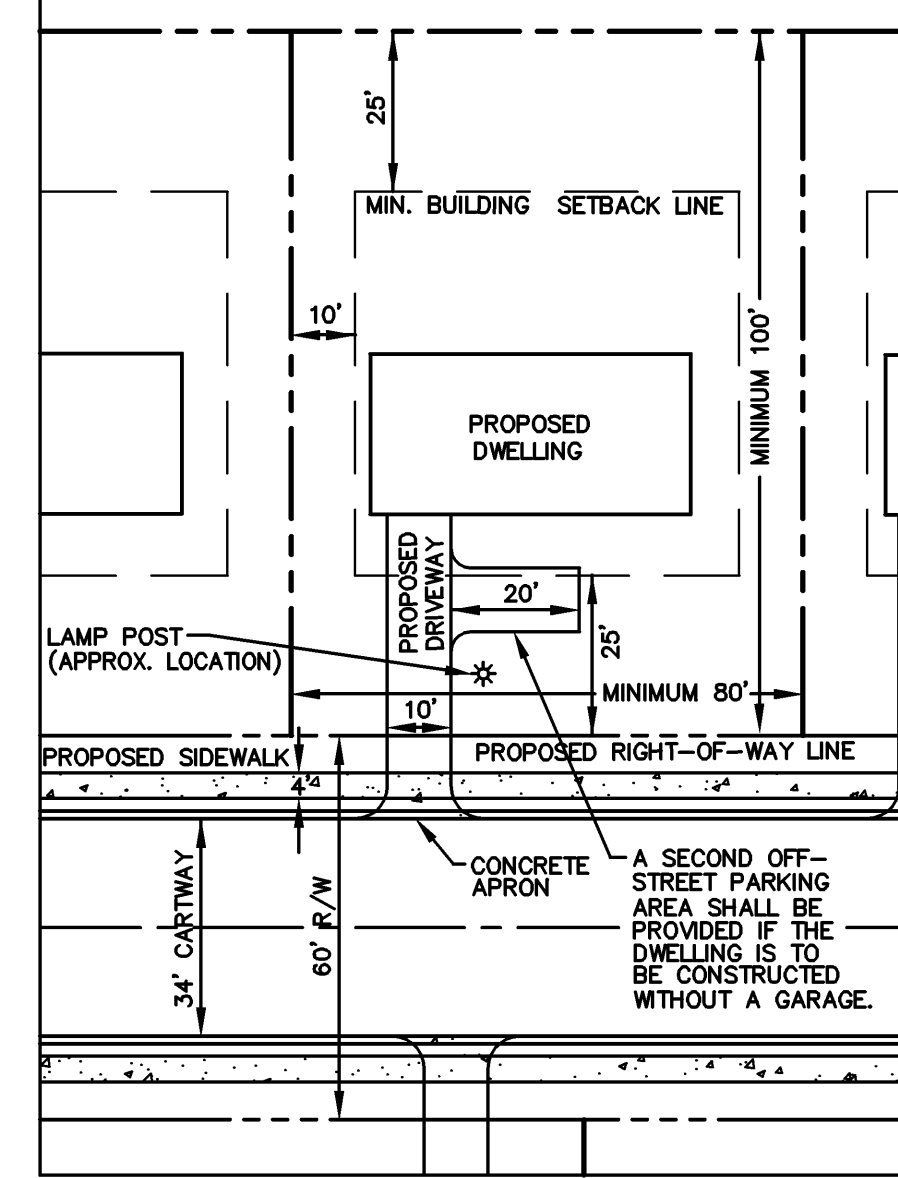 25'
MIN. BUILDING SETBACK LINE
10'
MINIMUM 100'
PROPOSED
DWELLING
PROPOSED
DRIVEWAY
20'
25'
LAMP POST
(APPROX. LOCATION)
MINIMUM 80'
10'
PROPOSED SIDEWALK
PROPOSED RIGHT-OF-WAY LINE
4'
34' CARTWAY
60' R/W
CONCRETE
APRON
A SECOND OFF-
STREET PARKING
AREA SHALL BE
PROVIDED IF THE
DWELLING IS TO
BE CONSTRUCTED
WITHOUT A GARAGE.